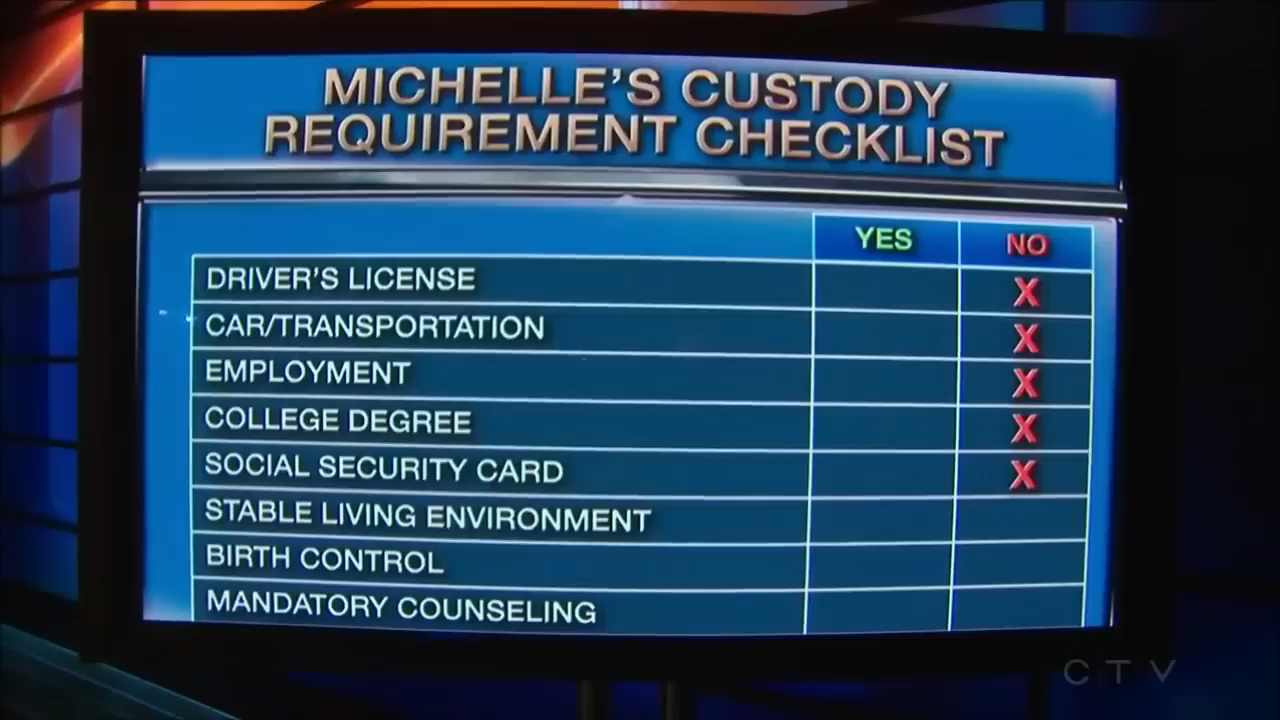 MICHELLE'S CUSTODY
REQUIREMENT CHECKLIST
YES NO
DRIVER'S LICENSE X
CAR/TRANSPORTATION X
EMPLOYMENT X
COLLEGE DEGREE X
SOCIAL SECURITY CARD X
STABLE LIVING ENVIRONMENT
BIRTH CONTROL
MANDATORY COUNSELING
CTV